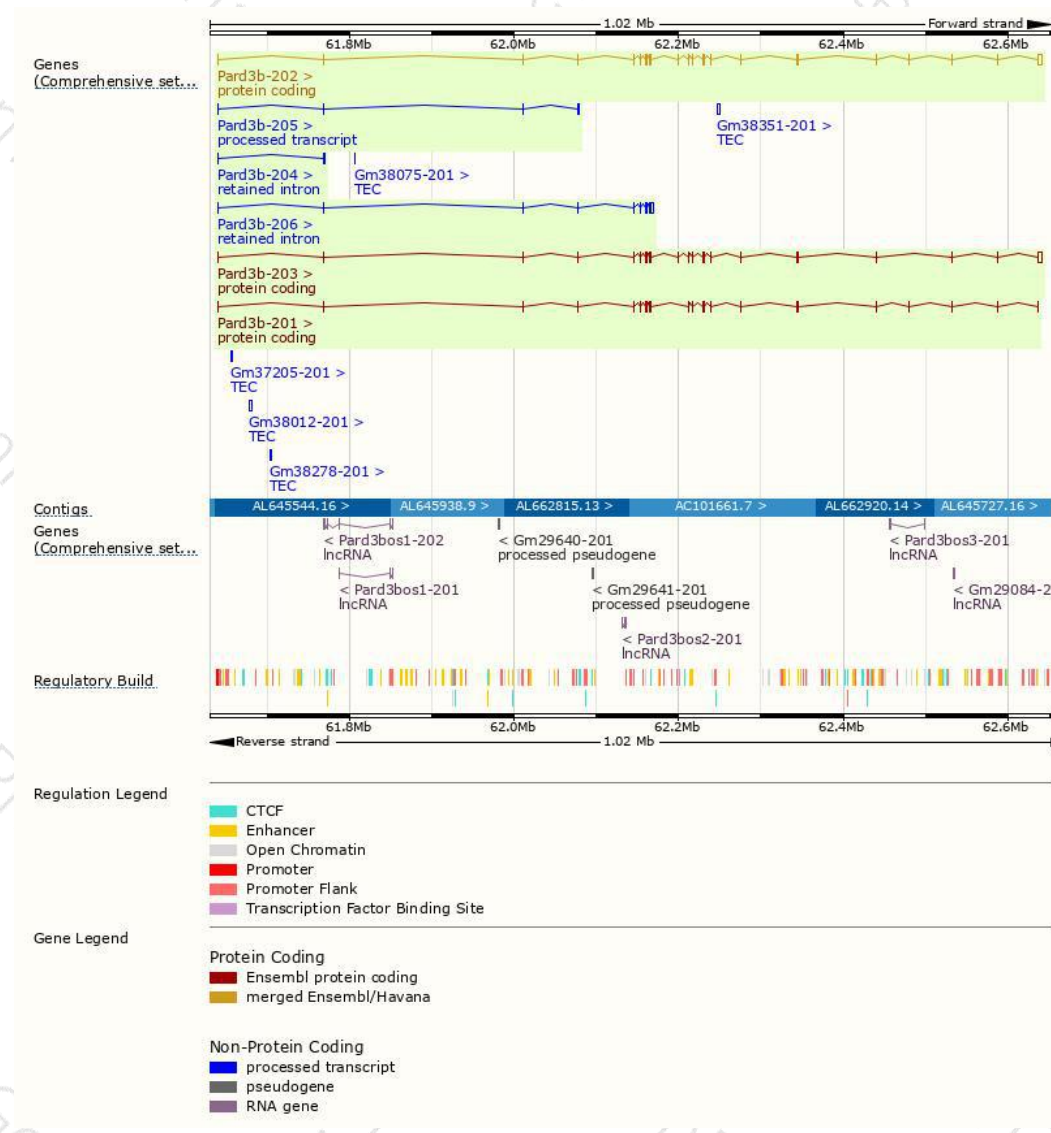 1.02 Mb Forward strand
61.8Mb 62.0Mb 62.2Mb 62.4Mb 62.6Mb
Genes
(Comprehensive set...
Pard3b-202 >
protein coding
Pard3b-205 >
processed transcript
Gm38351-201 >
TEC
Pard3b-204 >
retained intron
Gm38075-201 >
TEC
Pard3b-206 >
retained intron
Pard3b-203 >
protein coding
Pard3b-201 >
protein coding
Gm37205-201 >
TEC
Gm38012-201 >
TEC
Gm38278-201 >
TEC
Contigs
AL645544.16 > AL645938.9 > AL662815.13 > AC101661.7 > AL662920.14 > AL645727.16 >
Genes
(Comprehensive set...
< Pard3bos1-202
lncRNA
< Gm29640-201
processed pseudogene
< Pard3bos3-201
lncRNA
< Pard3bos1-201
lncRNA
< Gm29641-201
processed pseudogene
< Gm29084-2
lncRNA
< Pard3bos2-201
lncRNA
Regulatory Build
61.8Mb 62.0Mb 62.2Mb 62.4Mb 62.6Mb
Reverse strand 1.02 Mb
Regulation Legend
CTCF
Enhancer
Open Chromatin
Promoter
Promoter Flank
Transcription Factor Binding Site
Gene Legend
Protein Coding
Ensembl protein coding
merged Ensembl/Havana
Non-Protein Coding
processed transcript
pseudogene
RNA gene